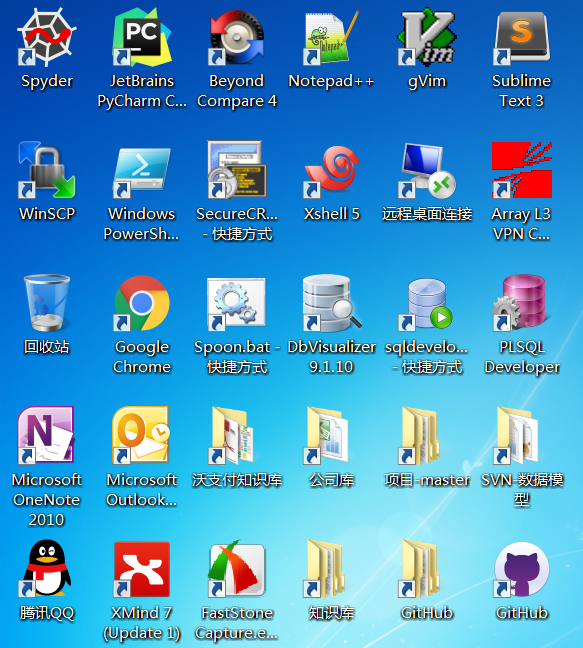 Spyder
JetBrains
PyCharm C...
Beyond
Compare 4
Notepad++
gVim
Sublime
Text 3
WinSCP
Windows
PowerSh...
SecureCR...
- 快捷方式
Xshell 5
远程桌面连接
Array L3
VPN C...
回收站
Google
Chrome
Spoon.bat -
快捷方式
DbVisualizer
9.1.10
sqldevelo...
- 快捷方式
PLSQL
Developer
Microsoft
OneNote
2010
Microsoft
Outlook...
沃支付知识库
公司库
项目-master
SVN-数据模
型
腾讯QQ
XMind 7
(Update 1)
FastStone
Capture.e...
知识库
GitHub
GitHub